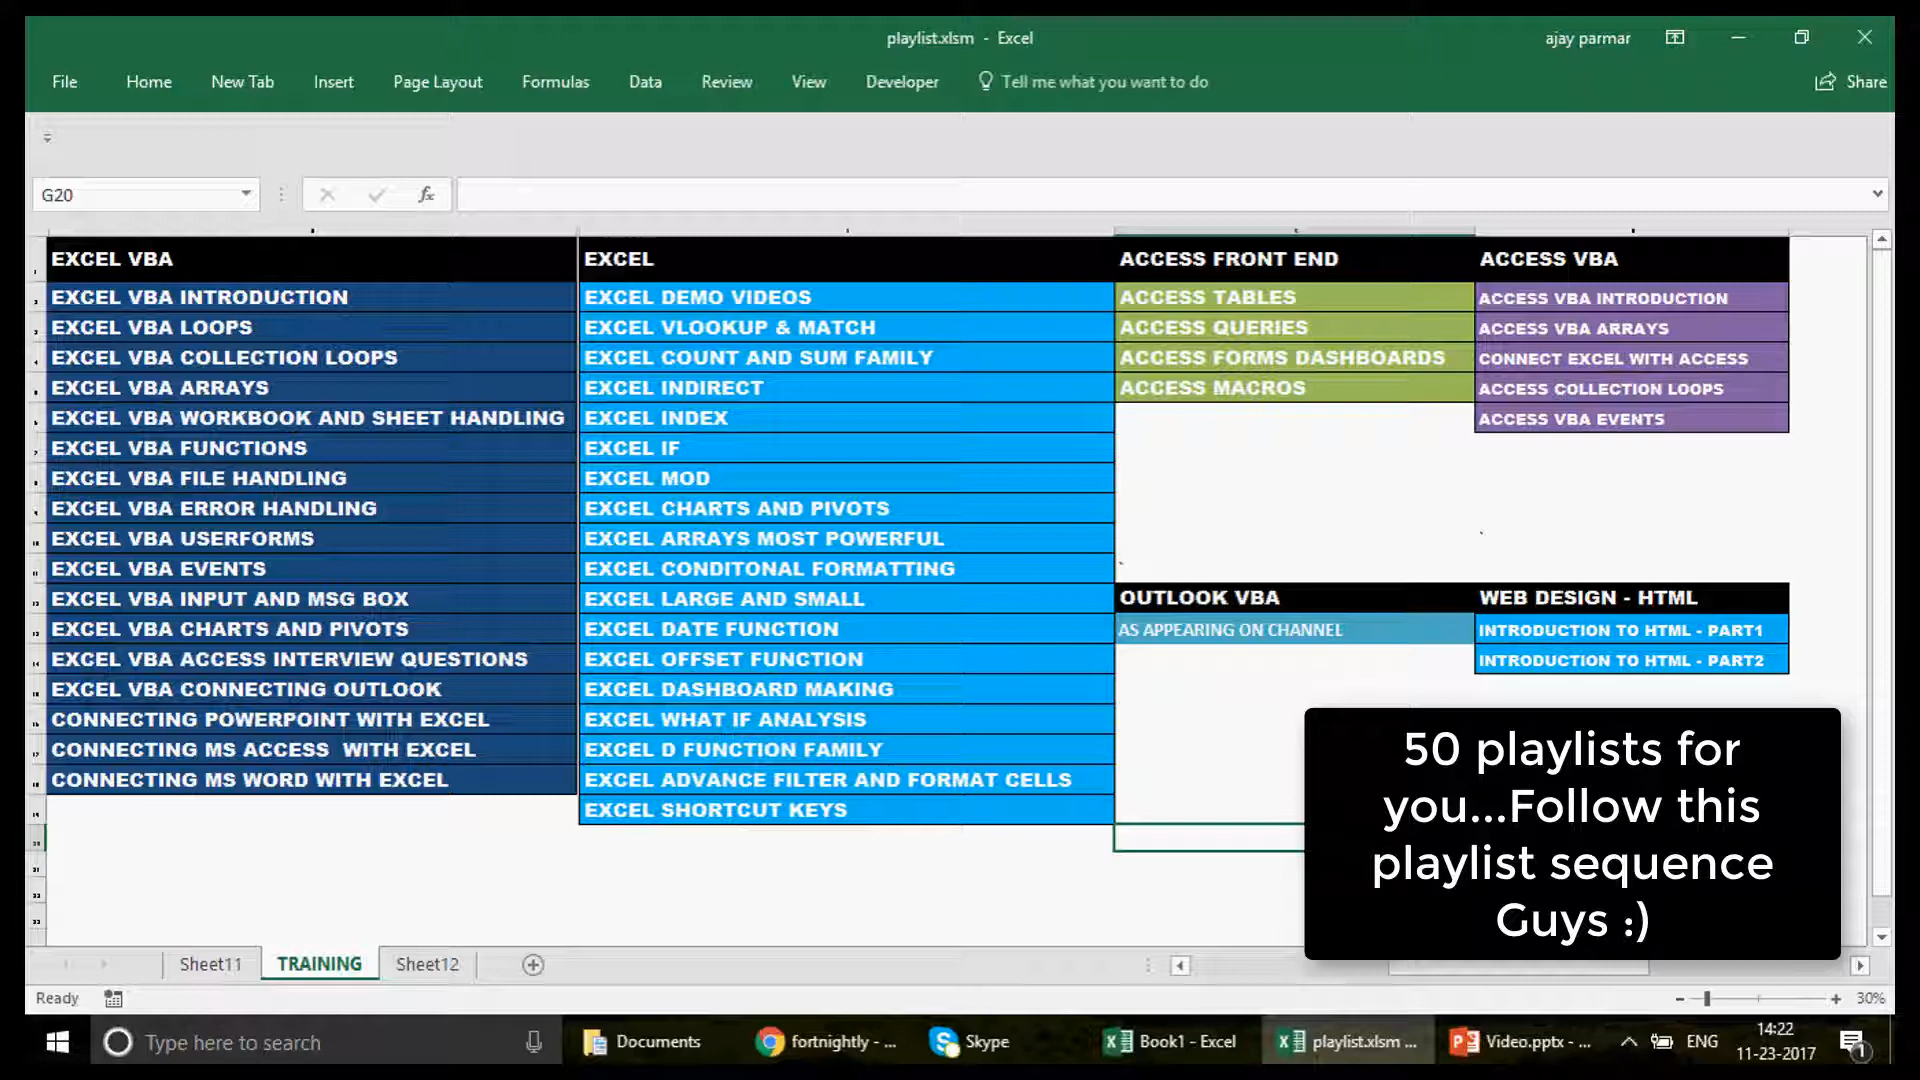 playlist.xlsm - Excel
ajay parmar
File
Home
New Tab
Insert
Page Layout
Formulas
Data
Review
View
Developer
Tell me what you want to do
Share
G20
fx
EXCEL VBA
EXCEL VBA INTRODUCTION
EXCEL VBA LOOPS
EXCEL VBA COLLECTION LOOPS
EXCEL VBA ARRAYS
EXCEL VBA WORKBOOK AND SHEET HANDLING
EXCEL VBA FUNCTIONS
EXCEL VBA FILE HANDLING
EXCEL VBA ERROR HANDLING
EXCEL VBA USERFORMS
EXCEL VBA EVENTS
EXCEL VBA INPUT AND MSG BOX
EXCEL VBA CHARTS AND PIVOTS
EXCEL VBA ACCESS INTERVIEW QUESTIONS
EXCEL VBA CONNECTING OUTLOOK
CONNECTING POWERPOINT WITH EXCEL
CONNECTING MS ACCESS WITH EXCEL
CONNECTING MS WORD WITH EXCEL
EXCEL
EXCEL DEMO VIDEOS
EXCEL VLOOKUP & MATCH
EXCEL COUNT AND SUM FAMILY
EXCEL INDIRECT
EXCEL INDEX
EXCEL IF
EXCEL MOD
EXCEL CHARTS AND PIVOTS
EXCEL ARRAYS MOST POWERFUL
EXCEL CONDITONAL FORMATTING
EXCEL LARGE AND SMALL
EXCEL DATE FUNCTION
EXCEL OFFSET FUNCTION
EXCEL DASHBOARD MAKING
EXCEL WHAT IF ANALYSIS
EXCEL D FUNCTION FAMILY
EXCEL ADVANCE FILTER AND FORMAT CELLS
EXCEL SHORTCUT KEYS
ACCESS FRONT END
ACCESS TABLES
ACCESS QUERIES
ACCESS FORMS DASHBOARDS
ACCESS MACROS
ACCESS VBA
ACCESS VBA INTRODUCTION
ACCESS VBA ARRAYS
CONNECT EXCEL WITH ACCESS
ACCESS COLLECTION LOOPS
ACCESS VBA EVENTS
OUTLOOK VBA
AS APPEARING ON CHANNEL
WEB DESIGN - HTML
INTRODUCTION TO HTML - PART1
INTRODUCTION TO HTML - PART2
50 playlists for
you...Follow this
playlist sequence
Guys :)
Sheet11
TRAINING
Sheet12
Ready
30%
Type here to search
Documents
fortnightly - ...
Skype
Book1 - Excel
playlist.xlsm ...
Video.pptx - ...
ENG
14:22
11-23-2017
1